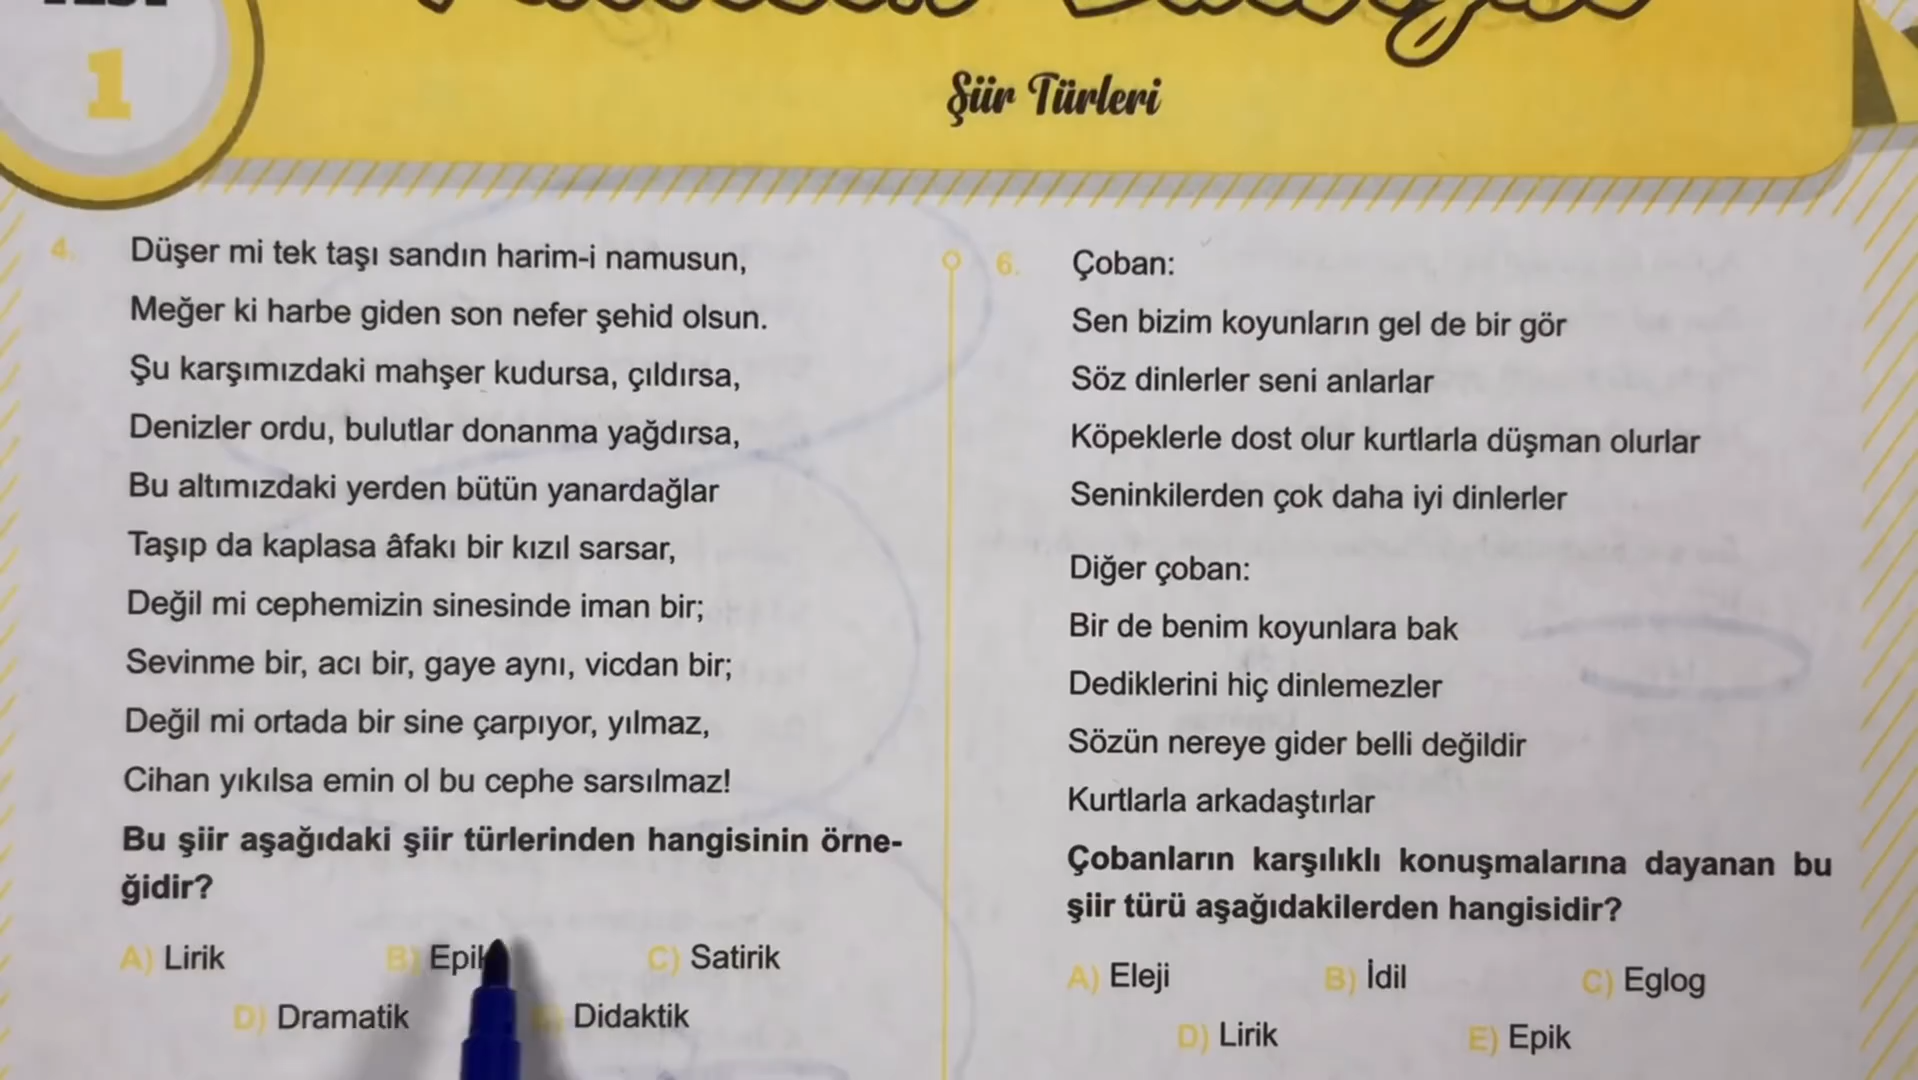 1
Şiir Türleri
4.
Düşer mi tek taşı sandın harim-i namusun,
Meğer ki harbe giden son nefer şehid olsun.
Şu karşımızdaki mahşer kudursa, çıldırsa,
Denizler ordu, bulutlar donanma yağdırsa,
Bu altımızdaki yerden bütün yanardağlar
Taşıp da kaplasa âfakı bir kızıl sarsar,
Değil mi cephemizin sinesinde iman bir;
Sevinme bir, acı bir, gaye aynı, vicdan bir;
Değil mi ortada bir sine çarpıyor, yılmaz,
Cihan yıkılsa emin ol bu cephe sarsılmaz!
Bu şiir aşağıdaki şiir türlerinden hangisinin örne-
ğidir?
A) Lirik B) Epik C) Satirik
D) Dramatik Didaktik
6.
Çoban:
Sen bizim koyunların gel de bir gör
Söz dinlerler seni anlarlar
Köpeklerle dost olur kurtlarla düşman olurlar
Seninkilerden çok daha iyi dinlerler
Diğer çoban:
Bir de benim koyunlara bak
Dediklerini hiç dinlemezler
Sözün nereye gider belli değildir
Kurtlarla arkadaştırlar
Çobanların karşılıklı konuşmalarına dayanan bu
şiir türü aşağıdakilerden hangisidir?
A) Eleji B) İdil C) Eglog
D) Lirik E) Epik